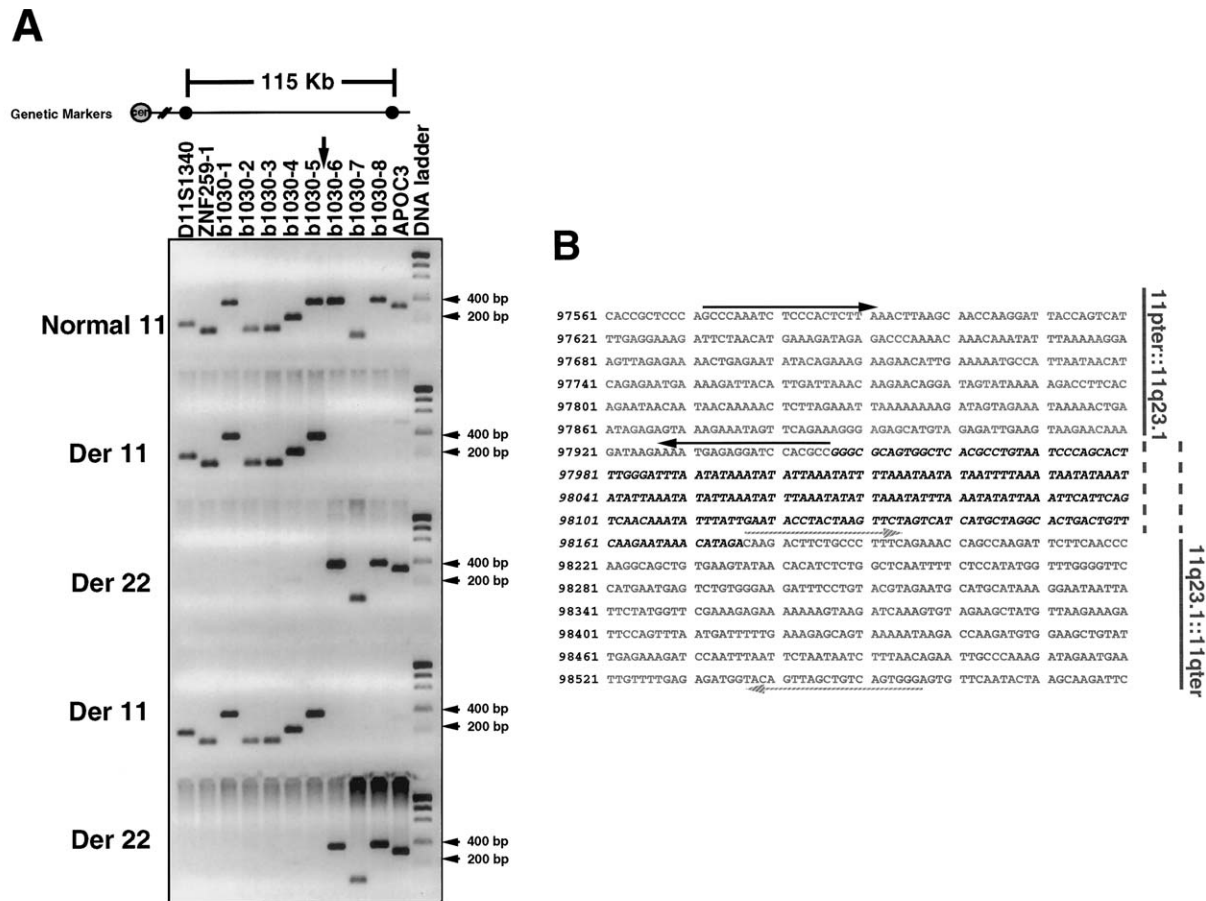 A
115 Kb
Genetic Markers
cen
D11S1340
ZNF259-1
b1030-1
b1030-2
b1030-3
b1030-4
b1030-5
b1030-6
b1030-7
b1030-8
APOC3
DNA ladder
Normal 11
400 bp
200 bp
Der 11
400 bp
200 bp
Der 22
400 bp
200 bp
Der 11
400 bp
200 bp
Der 22
400 bp
200 bp
B
97561 CACCGCTCCC AGCCCAAATC TCCCACTCTT AAACTTAAGC AACCAAGGAT TACCAGTCAT
97621 TTGAGGAAAG ATTCTAACAT GAAAGATAGA GACCCAAAAC AAACAAATAT TTAAAAAGGA
97681 AGTTAGAGAA AACTGAGAAT ATACAGAAAG AGAACATTG AAAAATGCCA TTAATAACAT
97741 CAGAGAATGA AAAGATTACA TTGATTAAAC AAGAACAGGA TAGTATAAAA AGACCTTCAC
97801 AGAATAACAA TAACAAAAAC TCTTAGAAAT TAAAAAAAAG ATAGTAGAAA TAAAAACTGA
97861 ATAGAGAGTA AAGAAATAGT TCAGAAAGGG AGAGCATGTA GAGATTGAAG TAAGAACAAA
97921 GATAAGAAAA TGAGAGGATC CACGCCGGGC GCAGTGGCTC ACGCCTGTAA TCCCAGCACT
97981 TTGGGATTTA ATATAAATAT ATTAAATATT TAAATATAAA TAATTTTAAA AATATAAAT
98041 ATATTAAATA TATTAAATAT TTAAATATAT TAAATATTTA AATATATTAA ATTCATTCAG
98101 TCAACAAATA TTTATTGAAT ACCTACTAAG TTCTAGTCAT CATGCTAGGC ACTGACTGTT
98161 CAAGAATAAA CATAGACAAG ACTTCTGCCC TTTCAGAAAC CAGCCAAGAT TCTTCAACCC
98221 AAGGCAGCTG TGAAGTATAA CACATCTCTG GCTCAATTTT CTCCATATGG TTTGGGGTTC
98281 CATGAATGAG TCTGTGGGAA GATTTCCTGT ACGTAGAATG CATGCATAAA GGAATAATTA
98341 TTCTATGGTT CGAAAGAGAA AAAAAGTAAG ATCAAAGTGT AGAAGCTATG TTAAGAAAGA
98401 TTCCAGTTTA ATGATTTTTG AAAGAGCAGT AAAAATAAGA CCAAGATGTG GAAGCTGTAT
98461 TGAGAAAGAT CCAATTTAAT TCTAATAATC TTTAACAGAA TTGCCCAAAG ATAGAATGAA
98521 TTGTTTTGAG AGATGGTACA GTTAGCTGTC AGTGGGAGTG TTCAATACTA AGCAAGATTC
11pter::11q23.1
11q23.1::11qter